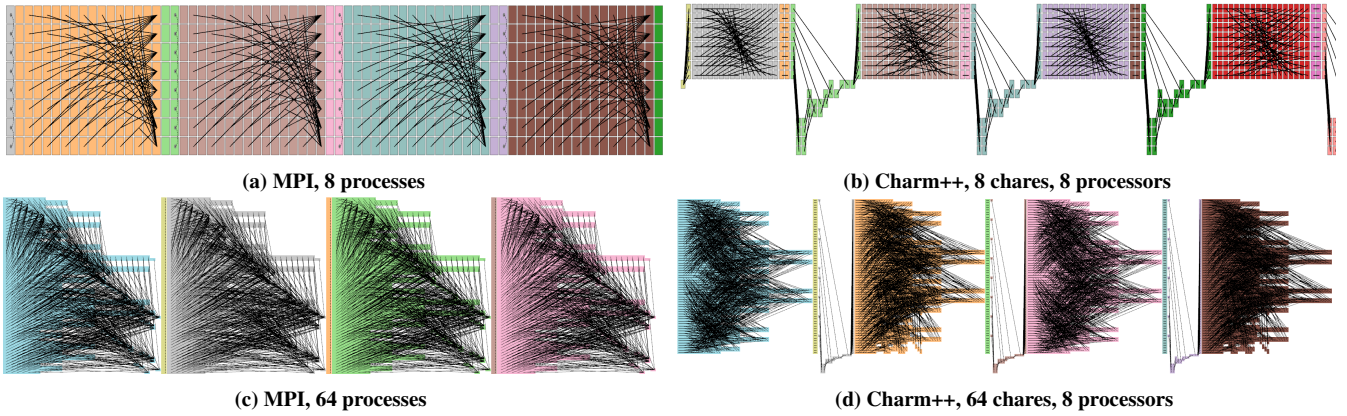 (a) MPI, 8 processes
(b) Charm++, 8 chares, 8 processors
(c) MPI, 64 processes
(d) Charm++, 64 chares, 8 processors